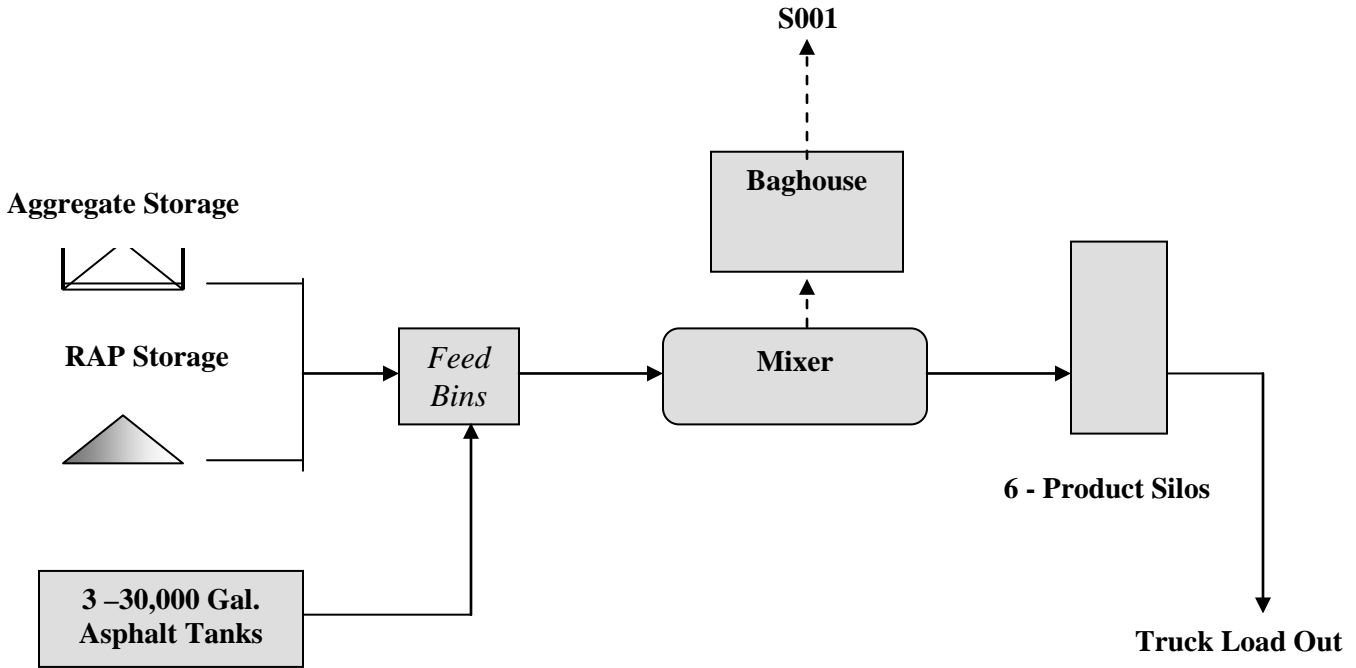 S001
Baghouse
Aggregate Storage
RAP Storage
Feed
Bins
Mixer
6 - Product Silos
3 –30,000 Gal.
Asphalt Tanks
Truck Load Out